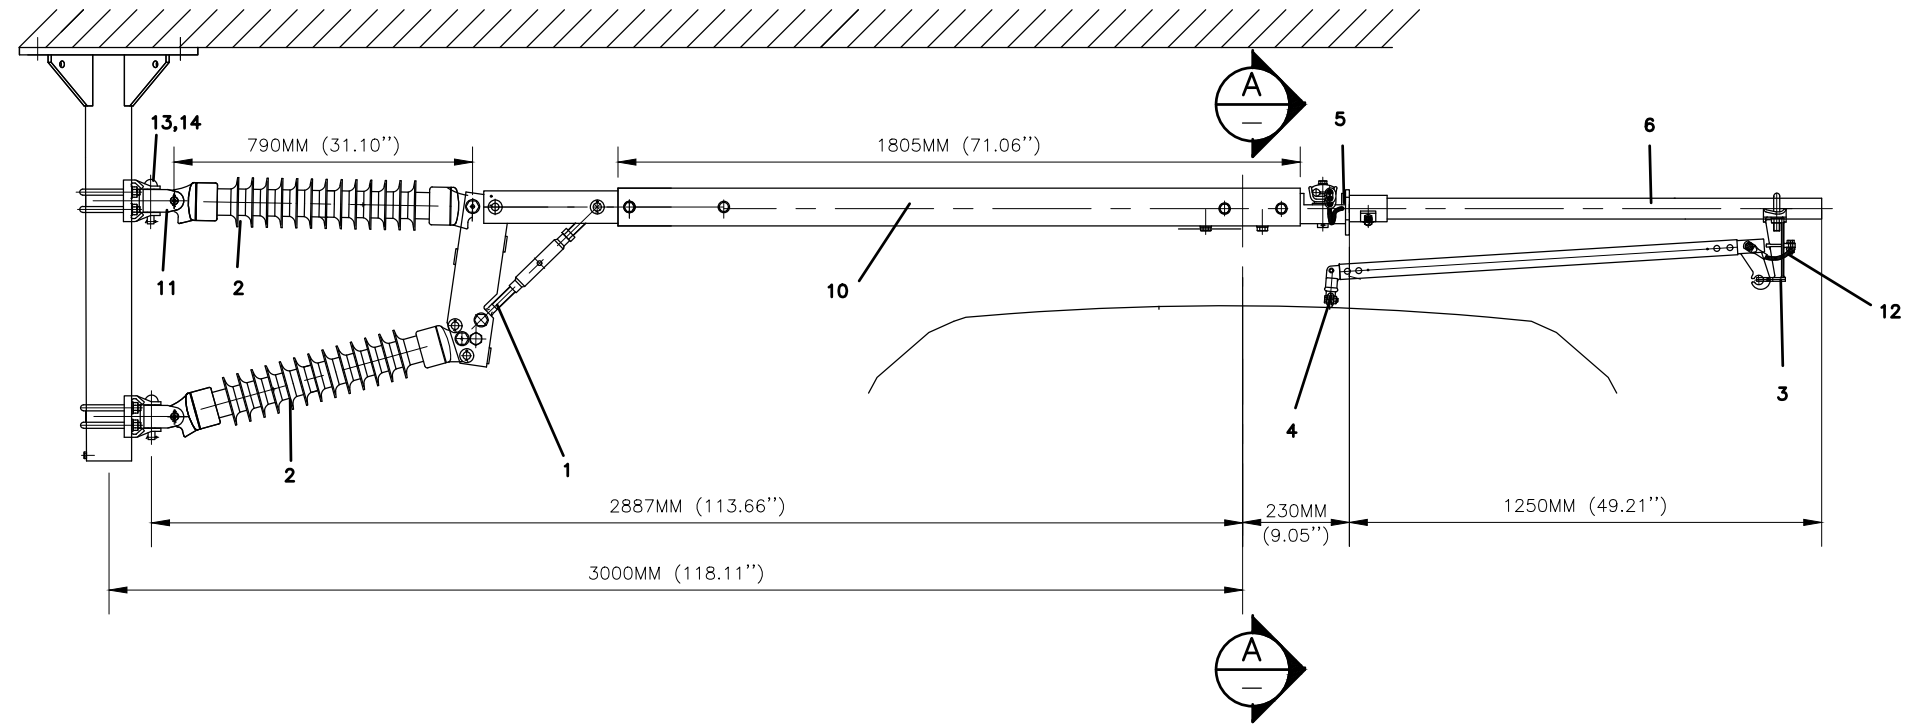 A
5
6
13,14
790MM (31.10’’)
1805MM (71.06’’)
11
2
10
12
3
4
2
1
2887MM (113.66’’)
230MM
(9.05’’)
1250MM (49.21’’)
3000MM (118.11’’)
A